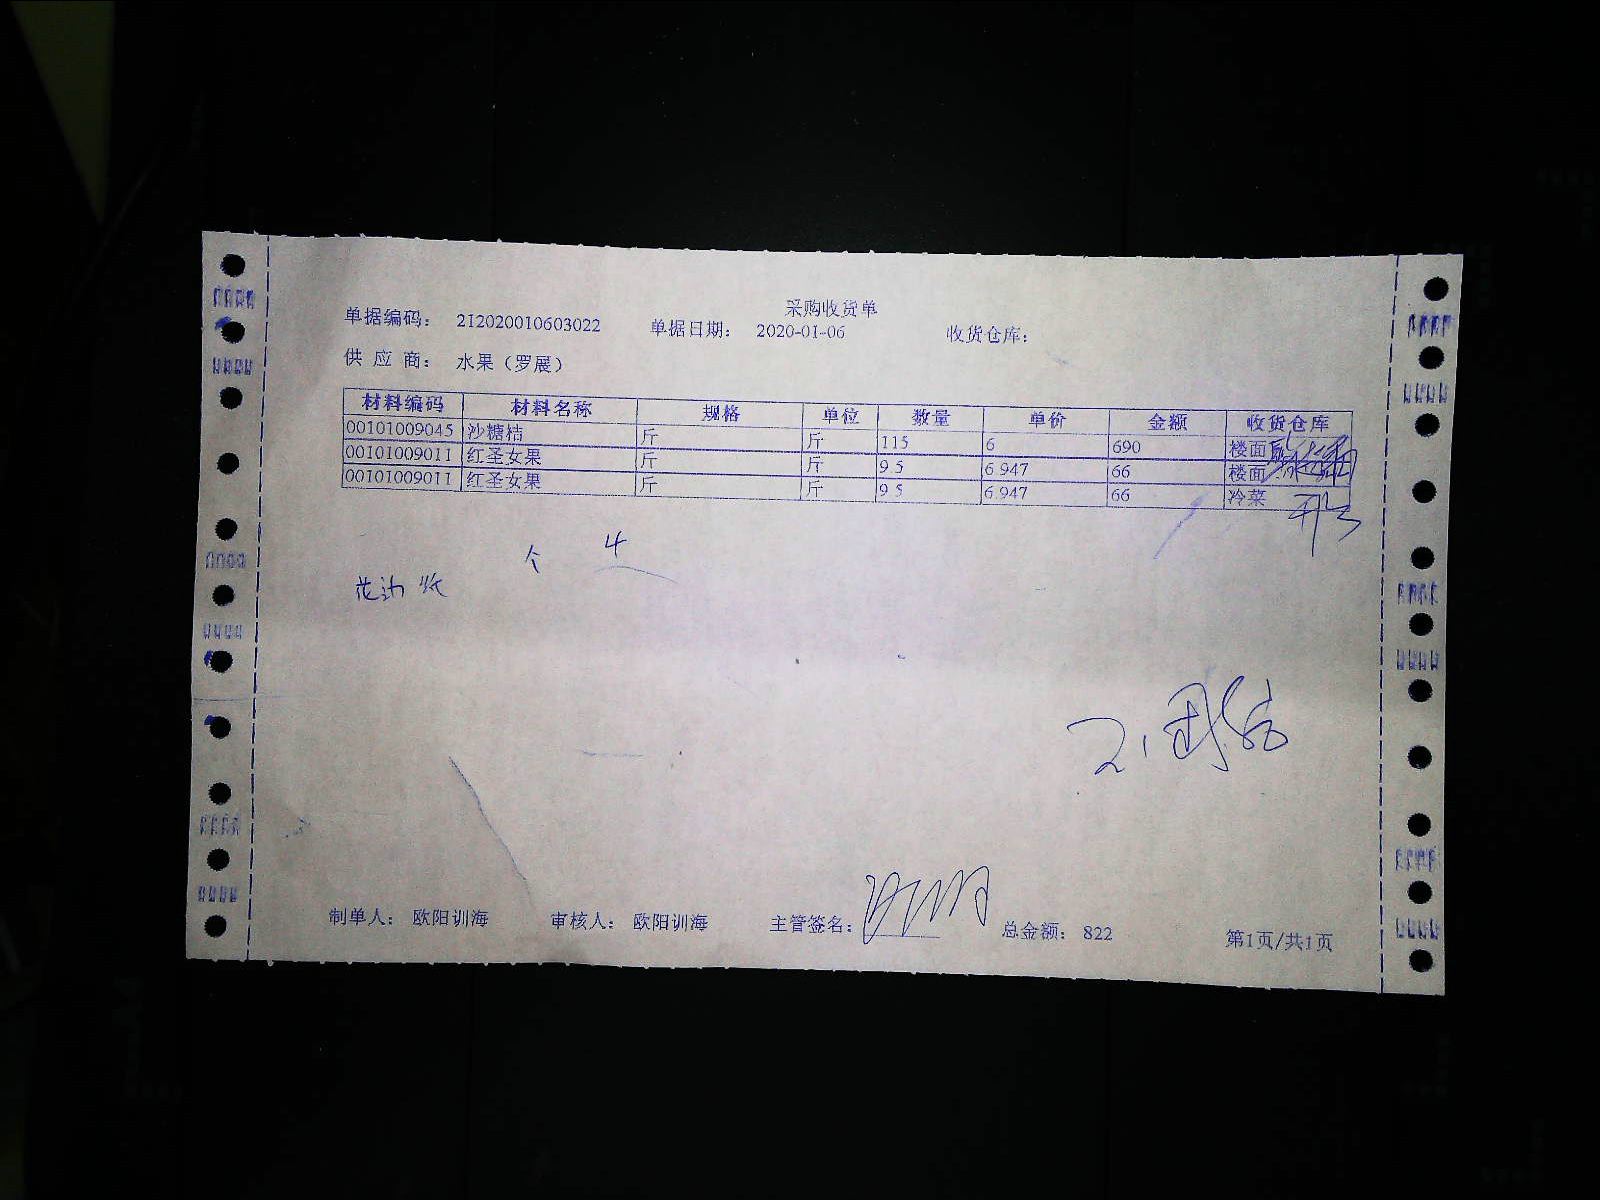 采购收货单
单据编码： 212020010603022 单据日期： 2020-01-06 收货仓库：
供 应 商： 水果（罗展）
材料编码 材料名称 规格 单位 数量 单价 金额 收货仓库
00101009045 沙糖桔 斤 斤 115 6 690 楼面
00101009011 红圣女果 斤 斤 9.5 6.947 66 楼面
00101009011 红圣女果 斤 斤 9.5 6.947 66 冷菜
个 4
制单人： 欧阳训海 审核人： 欧阳训海 主管签名： 总金额： 822 第1页/共1页